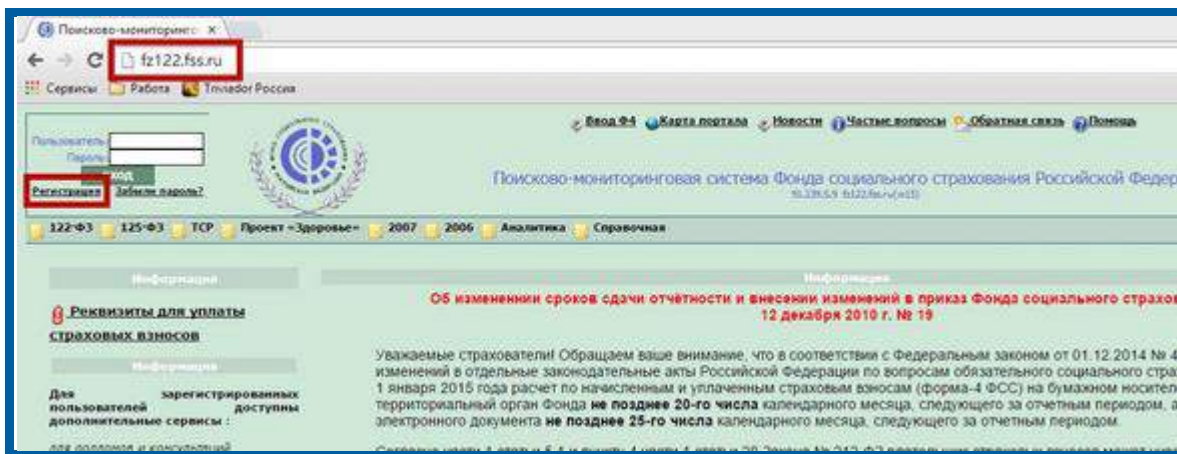 Поисково-мониторинго
fz122.fss.ru
Сервисы Работа Triviador Россия
Ввод Ф4 Карта портала Новости Частые вопросы Обратная связь Помощь
Пользователь:
Пароль:
Регистрация Забыли пароль?
Поисково-мониторинговая система Фонда социального страхования Российской Федер
122-ФЗ 125-ФЗ ТСР Проект «Здоровье» 2007 2006 Аналитика Справочная
Информация
Реквизиты для уплаты
страховых взносов
Информация
Для зарегистрированных
пользователей доступны
дополнительные сервисы :
для подпонов и консультаций
Информация
Об изменении сроков сдачи отчётности и внесении изменений в приказ Фонда социального страхов
12 декабря 2010 г. № 19
Уважаемые страхователи! Обращаем ваше внимание, что в соответствии с Федеральным законом от 01.12.2014 № 4
изменений в отдельные законодательные акты Российской Федерации по вопросам обязательного социального стра
1 января 2015 года расчет по начисленным и уплаченным страховым взносам (форма-4 ФСС) на бумажном носител
территориальный орган Фонда не позднее 20-го числа календарного месяца, следующего за отчетным периодом, а
электронного документа не позднее 25-го числа календарного месяца, следующего за отчетным периодом.